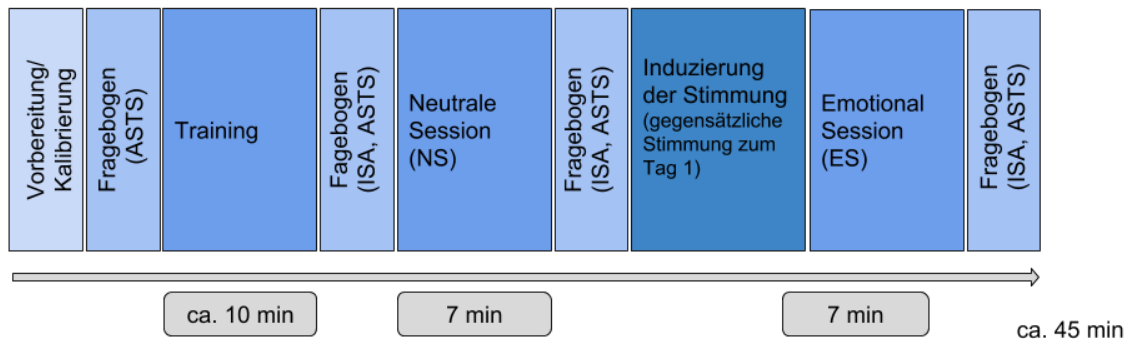 Vorbereitung/
Kalibrierung
Fragebogen
(ASTS)
Training
Fagebogen
(ISA, ASTS)
Neutrale
Session
(NS)
Fragebogen
(ISA, ASTS)
Induzierung
der Stimmung
(gegensätzliche
Stimmung zum
Tag 1)
Emotional
Session
(ES)
Fragebogen
(ISA, ASTS)
ca. 10 min
7 min
7 min
ca. 45 min